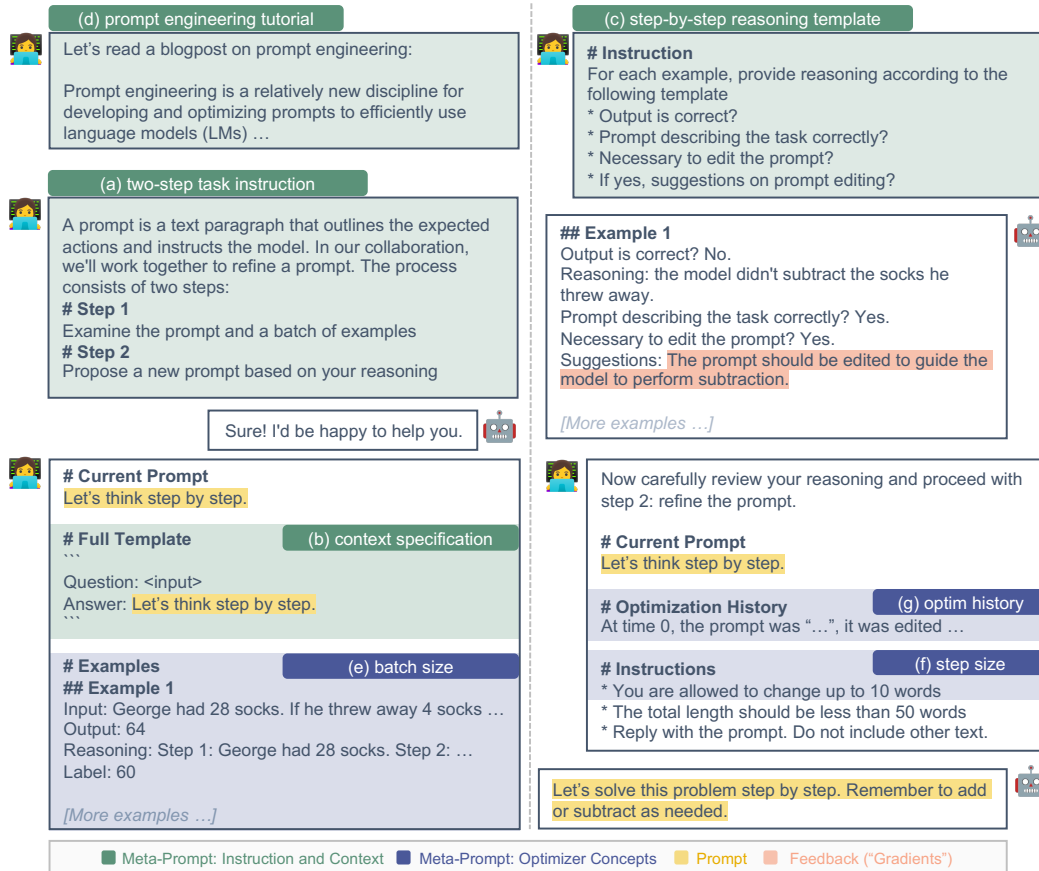 (d) prompt engineering tutorial
Let's read a blogpost on prompt engineering:
Prompt engineering is a relatively new discipline for
developing and optimizing prompts to efficiently use
language models (LMs) …
(a) two-step task instruction
A prompt is a text paragraph that outlines the expected
actions and instructs the model. In our collaboration,
we'll work together to refine a prompt. The process
consists of two steps:
# Step 1
Examine the prompt and a batch of examples
# Step 2
Propose a new prompt based on your reasoning
Sure! I'd be happy to help you.
# Current Prompt
Let's think step by step.
# Full Template
(b) context specification
```
Question: <input>
Answer: Let's think step by step.
```
# Examples
(e) batch size
## Example 1
Input: George had 28 socks. If he threw away 4 socks …
Output: 64
Reasoning: Step 1: George had 28 socks. Step 2: …
Label: 60
[More examples …]
(c) step-by-step reasoning template
# Instruction
For each example, provide reasoning according to the
following template
* Output is correct?
* Prompt describing the task correctly?
* Necessary to edit the prompt?
* If yes, suggestions on prompt editing?
## Example 1
Output is correct? No.
Reasoning: the model didn't subtract the socks he
threw away.
Prompt describing the task correctly? Yes.
Necessary to edit the prompt? Yes.
Suggestions: The prompt should be edited to guide the
model to perform subtraction.
[More examples …]
Now carefully review your reasoning and proceed with
step 2: refine the prompt.
# Current Prompt
Let's think step by step.
# Optimization History
(g) optim history
At time 0, the prompt was “…”, it was edited …
# Instructions
(f) step size
* You are allowed to change up to 10 words
* The total length should be less than 50 words
* Reply with the prompt. Do not include other text.
Let's solve this problem step by step. Remember to add
or subtract as needed.
Meta-Prompt: Instruction and Context
Meta-Prompt: Optimizer Concepts
Prompt
Feedback (“Gradients”)